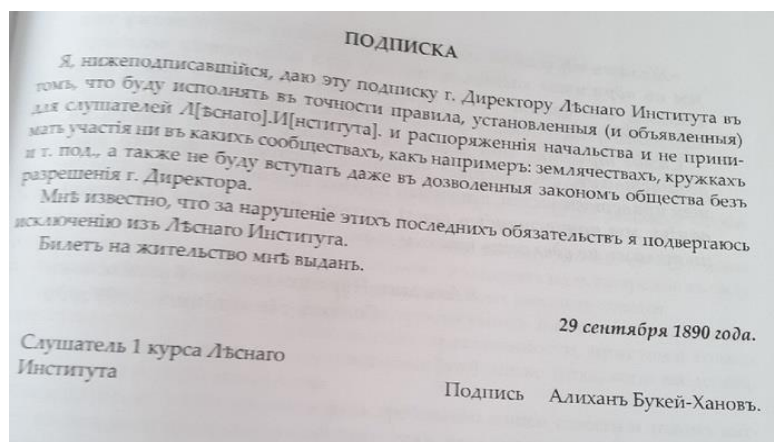 ПОДПИСКА
Я, нижеподписавшійся, даю эту подписку г. Директору Лѣснаго Института въ
томъ, что буду исполнять въ точности правила, установленныя (и объявленныя)
для слушателей Л[ѣснаго].И[нститута]. и распоряженнія начальства и не прини-
мать участія ни въ какихъ сообществахъ, какъ напримеръ: землячествахъ, кружкахъ
и т. под., а также не буду вступать даже въ дозволенныя закономъ общества безъ
разрешенія г. Директора.
Мнѣ известно, что за нарушеніе этихъ последнихъ обязательствъ я подвергаюсь
исключенію изъ Лѣснаго Института.
Билетъ на жительство мнѣ выданъ.
29 сентября 1890 года.
Слушатель 1 курса Лѣснаго
Института
Подпись Алиханъ Букей-Хановъ.